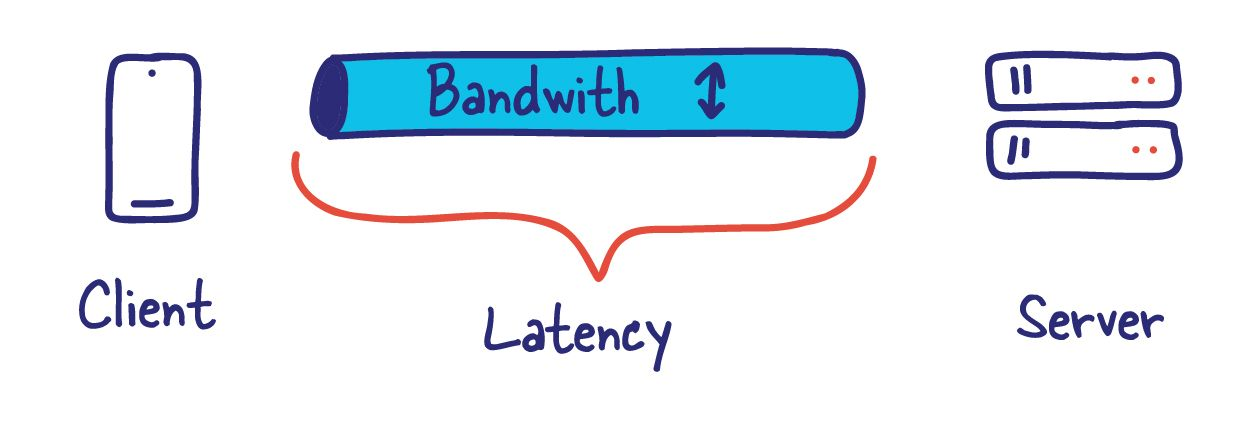 Bandwith
Client
Latency
Server